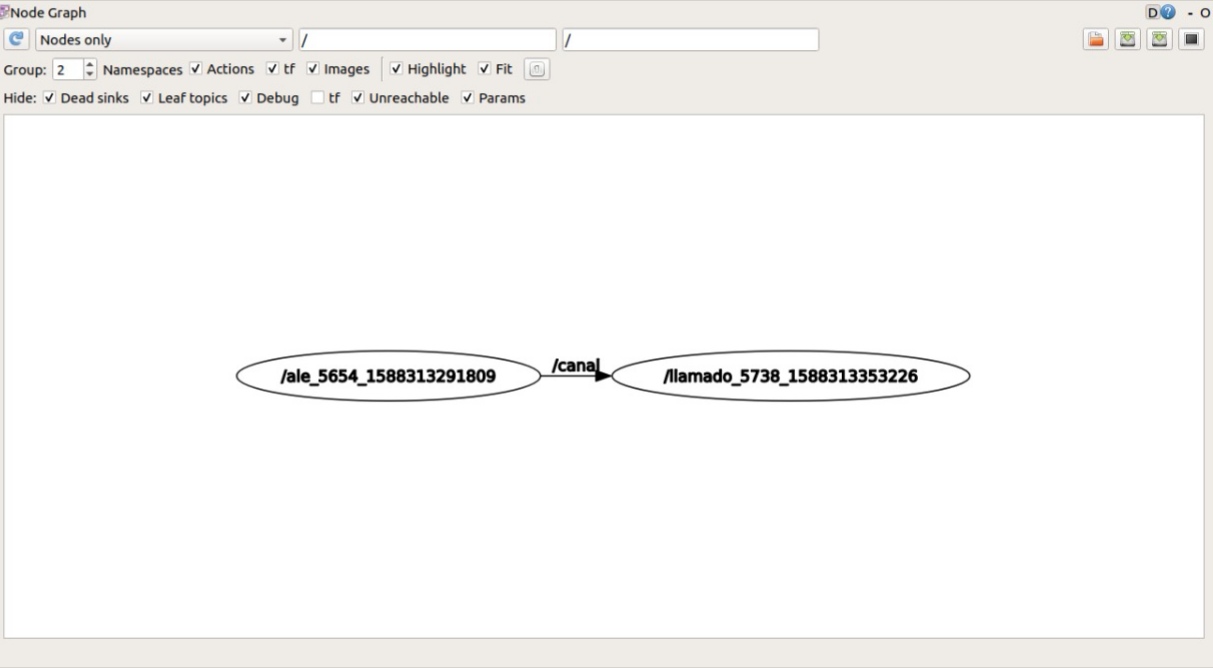 Node Graph D ? - O
Nodes only / /
Group: 2 Namespaces Actions tf Images Highlight Fit
Hide: Dead sinks Leaf topics Debug tf Unreachable Params
/ale_5654_1588313291809 /canal /llamado_5738_1588313353226